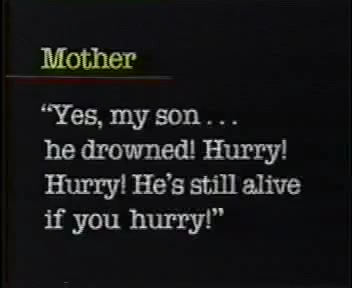 Mother
“Yes, my son...
he drowned! Hurry!
Hurry! He's still alive
if you hurry!”